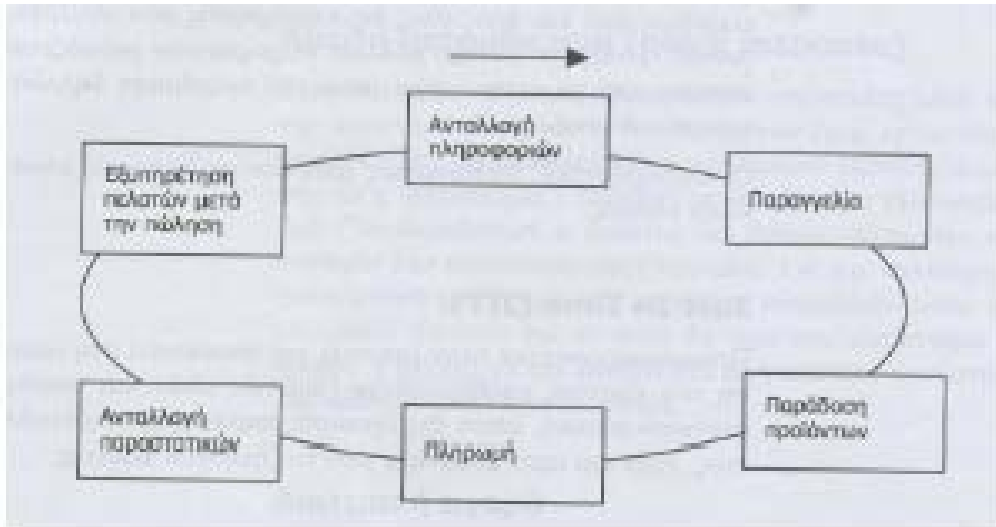 Ανταλλαγή
πληροφοριών
Εξυπηρέτηση
πελατών μετά
την πώληση
Παραγγελία
Ανταλλαγή
παραστατικών
Πληρωμή
Παράδοση
προϊόντων